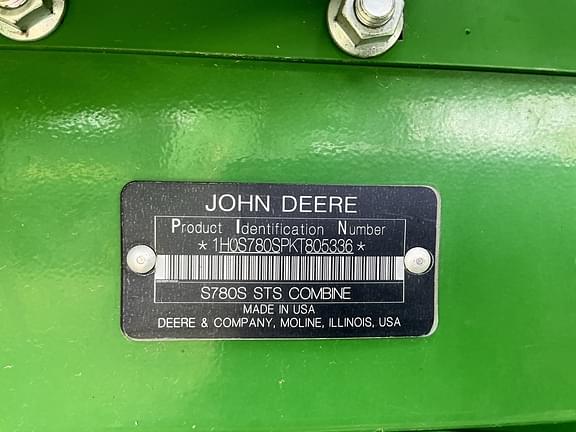 JOHN DEERE
Product Identification Number
*1H0S780SPKT805336*
S780S STS COMBINE
MADE IN USA
DEERE & COMPANY, MOLINE, ILLINOIS, USA